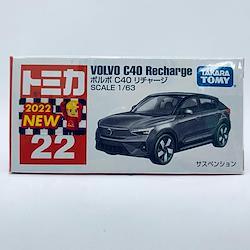 トミカ
2022
NEW
22
VOLVO C40 Recharge
ボルボ C40 リチャージ
SCALE 1/63
TAKARA
TOMY
サスペンション